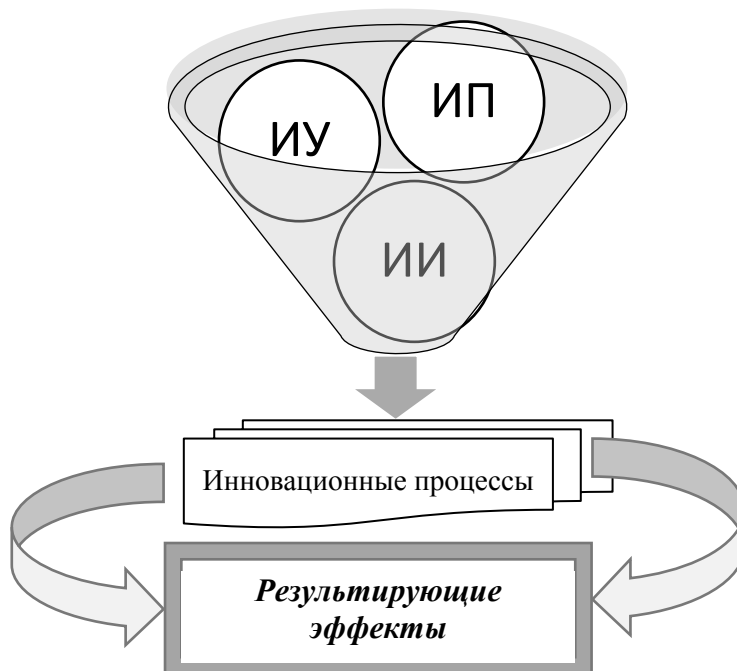 ИП
ИУ
ИИ
Инновационные процессы
Результирующие
эффекты